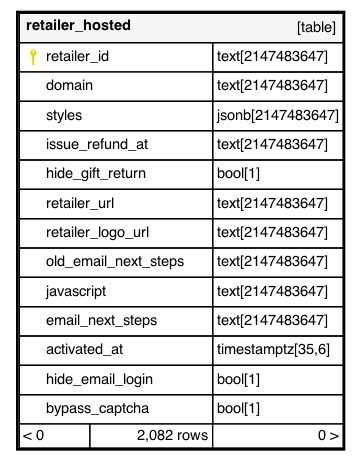 retailer_hosted [table]
retailer_id text[2147483647]
domain text[2147483647]
styles jsonb[2147483647]
issue_refund_at text[2147483647]
hide_gift_return bool[1]
retailer_url text[2147483647]
retailer_logo_url text[2147483647]
old_email_next_steps text[2147483647]
javascript text[2147483647]
email_next_steps text[2147483647]
activated_at timestamptz[35,6]
hide_email_login bool[1]
bypass_captcha bool[1]
< 0 2,082 rows 0 >